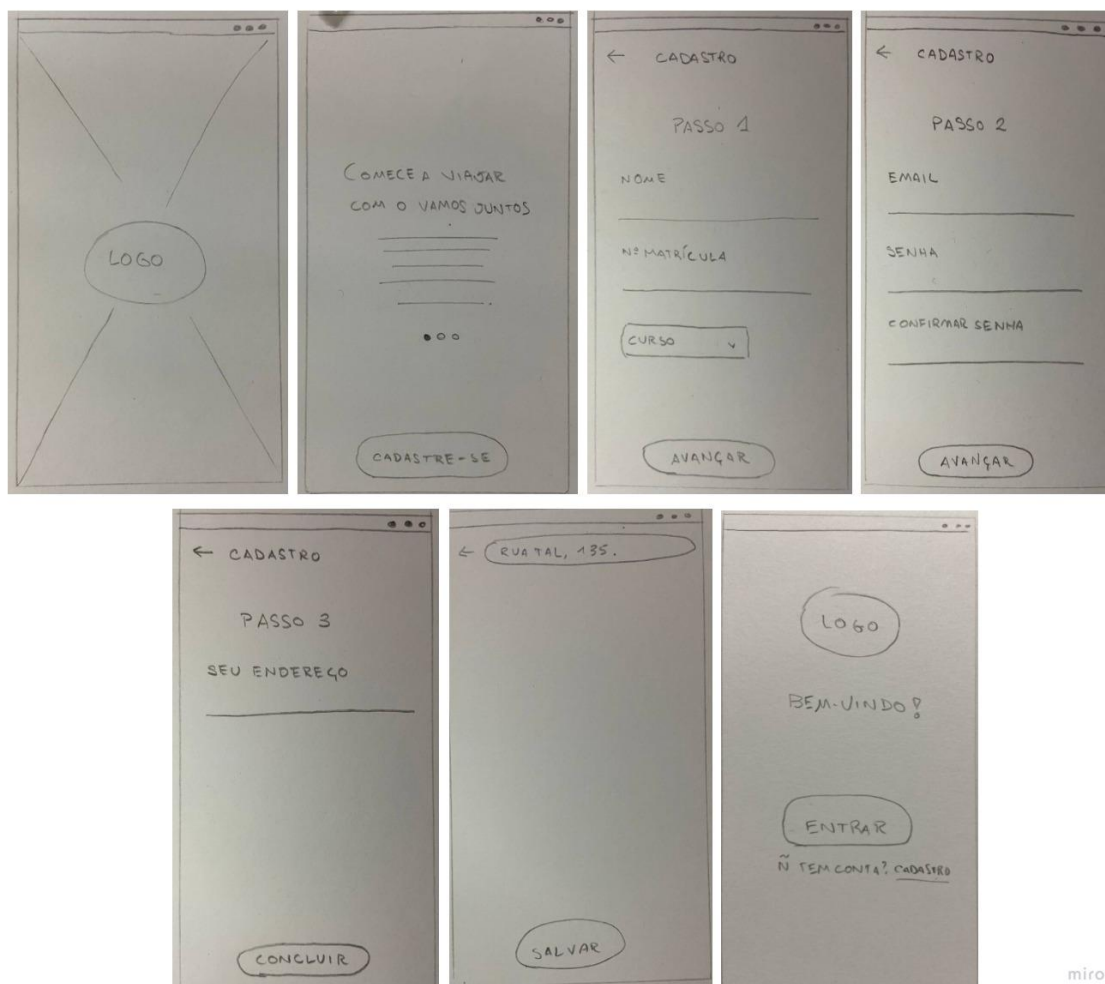 LOGO
COMECE A VIAJAR
COM O VAMOS JUNTOS
CADASTRE-SE
← CADASTRO
PASSO 1
NOME
Nº MATRÍCULA
CURSO
AVANÇAR
← CADASTRO
PASSO 2
EMAIL
SENHA
CONFIRMAR SENHA
AVANÇAR
← CADASTRO
PASSO 3
SEU ENDEREÇO
CONCLUIR
← RUA TAL, 135.
SALVAR
LOGO
BEM-VINDO!
ENTRAR
Ñ TEM CONTA? CADASTRO
miro